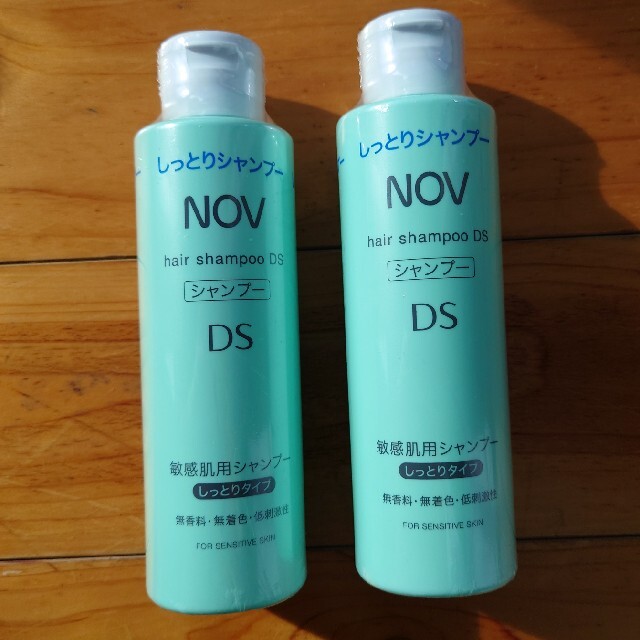 しっとりシャンプー
NOV
hair shampoo DS
シャンプー
DS
敏感肌用シャンプー
しっとりタイプ
無香料・無着色・低刺激性
FOR SENSITIVE SKIN
しっとりシャンプー
NOV
hair shampoo DS
シャンプー
DS
敏感肌用シャンプー
しっとりタイプ
無香料・無着色・低刺激性
FOR SENSITIVE SKIN